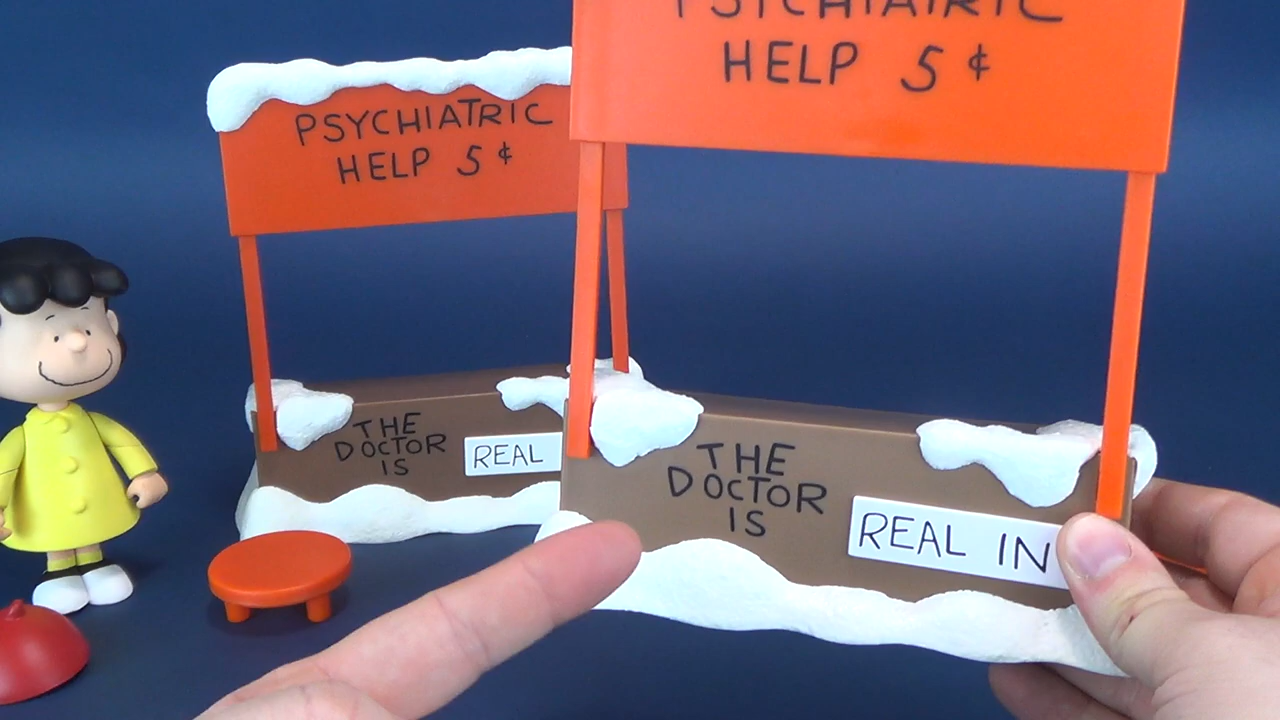 PSYCHIATRIC
HELP 5¢
THE
DOCTOR
IS
REAL
PSYCHIATRIC
HELP 5¢
THE
DOCTOR
IS
REAL IN